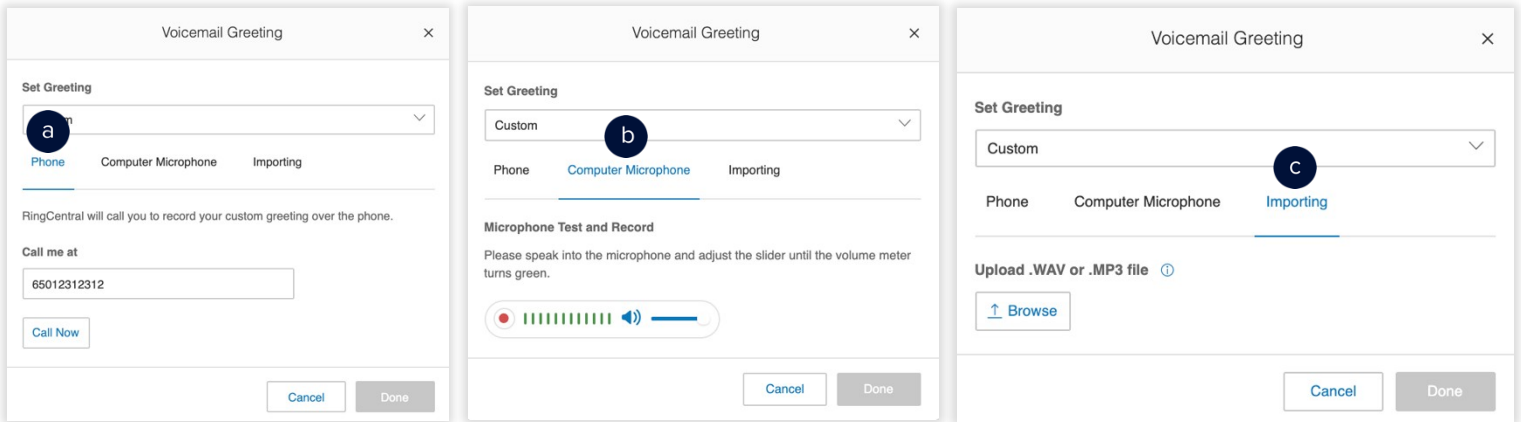 Voicemail Greeting
Set Greeting
a
Phone Computer Microphone Importing
RingCentral will call you to record your custom greeting over the phone.
Call me at
65012312312
Call Now
Cancel Done
Voicemail Greeting
Set Greeting
Custom
b
Phone Computer Microphone Importing
Microphone Test and Record
Please speak into the microphone and adjust the slider until the volume meter
turns green.
Cancel Done
Voicemail Greeting
Set Greeting
Custom
c
Phone Computer Microphone Importing
Upload .WAV or .MP3 file
Browse
Cancel Done